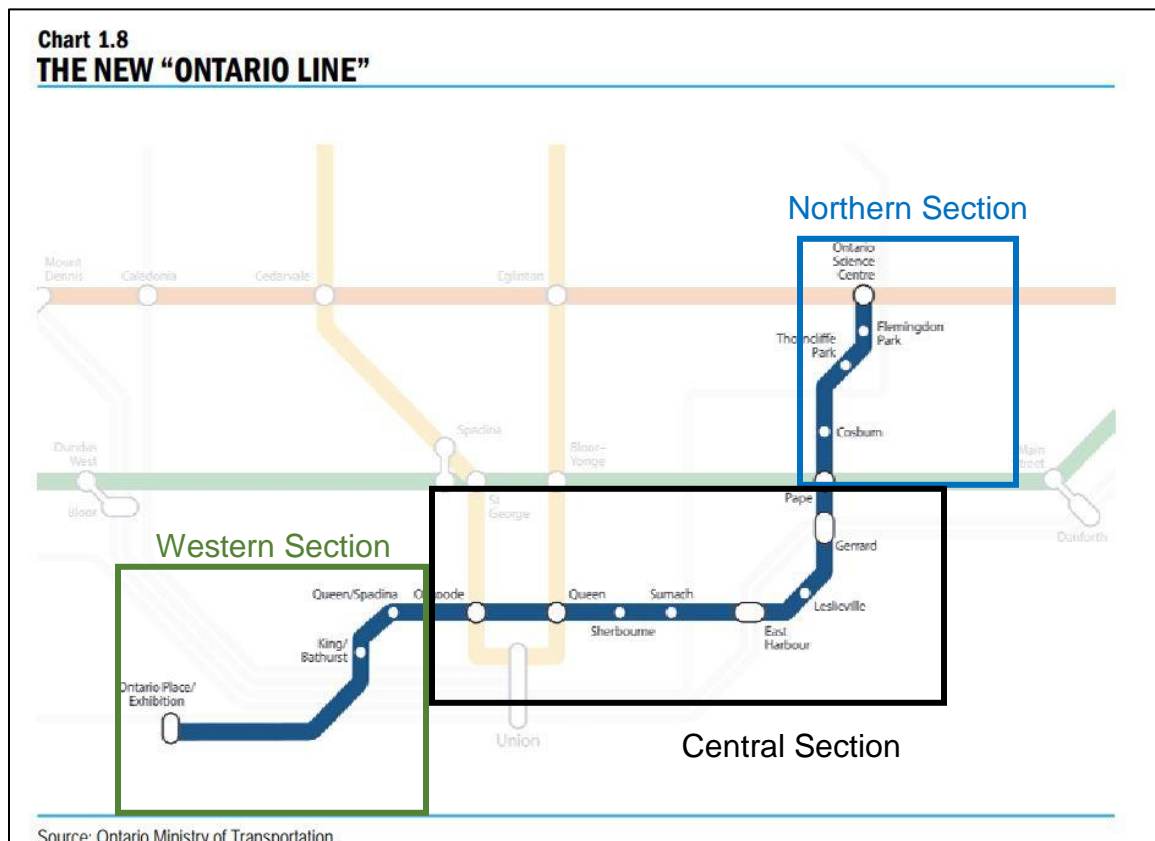 Chart 1.8
THE NEW “ONTARIO LINE”
Northern Section
Ontario
Science
Centre
Mount
Dennis
Caledonia
Cedarvale
Eglinton
Flemingdon
Park
Thorncliffe
Park
Cosburn
Spadina
Dundas
West
Bloor–
Yonge
Main
Street
Bloor
St
George
Pape
Danforth
Gerrard
Western Section
Queen/Spadina
Osgoode
Queen
Sumach
Leslieville
Sherbourne
East
Harbour
King/
Bathurst
Ontario Place/
Exhibition
Union
Central Section
Source: Ontario Ministry of Transportation